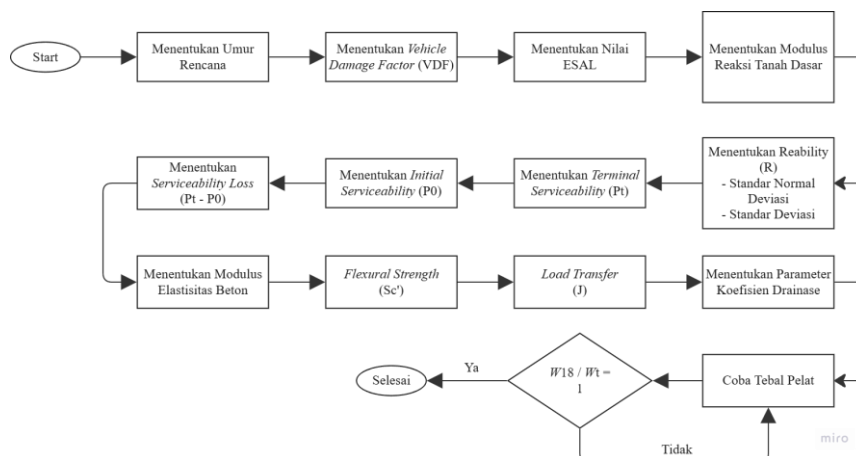 Start
Menentukan Umur
Rencana
Menentukan Vehicle
Damage Factor (VDF)
Menentukan Nilai
ESAL
Menentukan Modulus
Reaksi Tanah Dasar
Menentukan Reability
(R)
- Standar Normal
Deviasi
- Standar Deviasi
Menentukan Terminal
Serviceability (Pt)
Menentukan Initial
Serviceability (P0)
Menentukan
Serviceability Loss
(Pt - P0)
Menentukan Modulus
Elastisitas Beton
Flexural Strength
(Sc')
Load Transfer
(J)
Menentukan Parameter
Koefisien Drainase
Coba Tebal Pelat
W18 / Wt =
1
Ya
Selesai
Tidak
miro